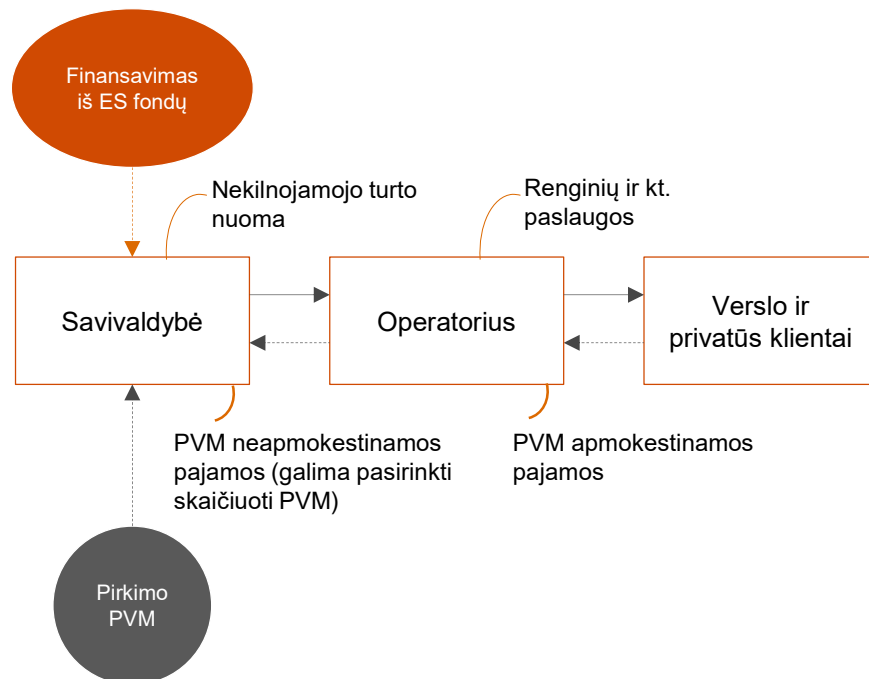 Finansavimas
iš ES fondų
Nekilnojamojo turto
nuoma
Renginių ir kt.
paslaugos
Savivaldybė
Operatorius
Verslo ir
privatūs klientai
PVM neapmokestinamos
pajamos (galima pasirinkti
skaičiuoti PVM)
PVM apmokestinamos
pajamos
Pirkimo
PVM